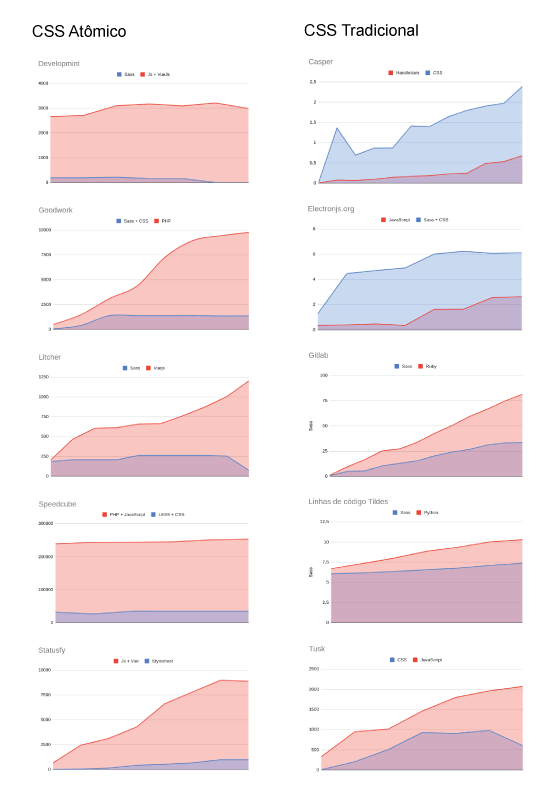 CSS Atômico
Developmint
Sass Js + VueJs
4000
3000
2000
1000
0
Goodwork
Sass + CSS PHP
10000
7500
5000
2500
0
Litcher
Sass Vuejs
1250
1000
750
500
250
0
Speedcube
PHP + JavaScript LESS + CSS
300000
200000
100000
0
Statusfy
Js + Vue Stylesheet
10000
7500
5000
2500
0
CSS Tradicional
Casper
Handlebars CSS
2,5
2
1,5
1
0,5
0
Electronjs.org
JavaScript Sass + CSS
8
6
4
2
0
Gitlab
Sass Ruby
100
75
50
25
0
Sass
Linhas de código Tildes
Sass Python
12,5
10
7,5
5
2,5
0
Sass
Tusk
CSS JavaScript
2500
2000
1500
1000
500
0